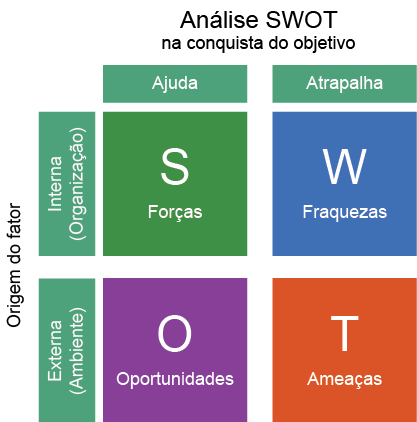 Análise SWOT
na conquista do objetivo
Ajuda
Atrapalha
Origem do fator
Interna
(Organização)
S
Forças
W
Fraquezas
Externa
(Ambiente)
O
Oportunidades
T
Ameaças